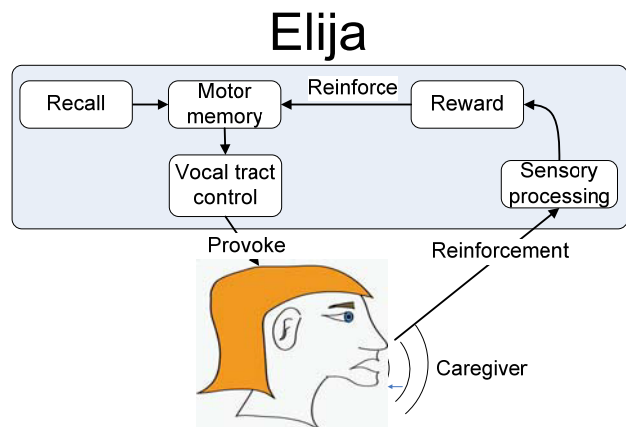 Elija
Recall
Motor
memory
Reinforce
Reward
Vocal tract
control
Sensory
processing
Provoke
Reinforcement
Caregiver